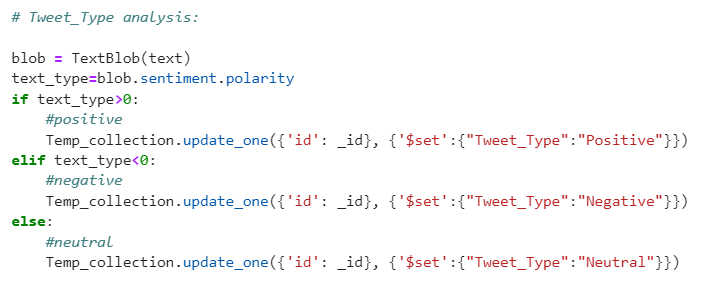 # Tweet_Type analysis:
blob = TextBlob(text)
text_type=blob.sentiment.polarity
if text_type>0:
#positive
Temp_collection.update_one({'id': _id}, {'$set':{"Tweet_Type":"Positive"}})
elif text_type<0:
#negative
Temp_collection.update_one({'id': _id}, {'$set':{"Tweet_Type":"Negative"}})
else:
#neutral
Temp_collection.update_one({'id': _id}, {'$set':{"Tweet_Type":"Neutral"}})